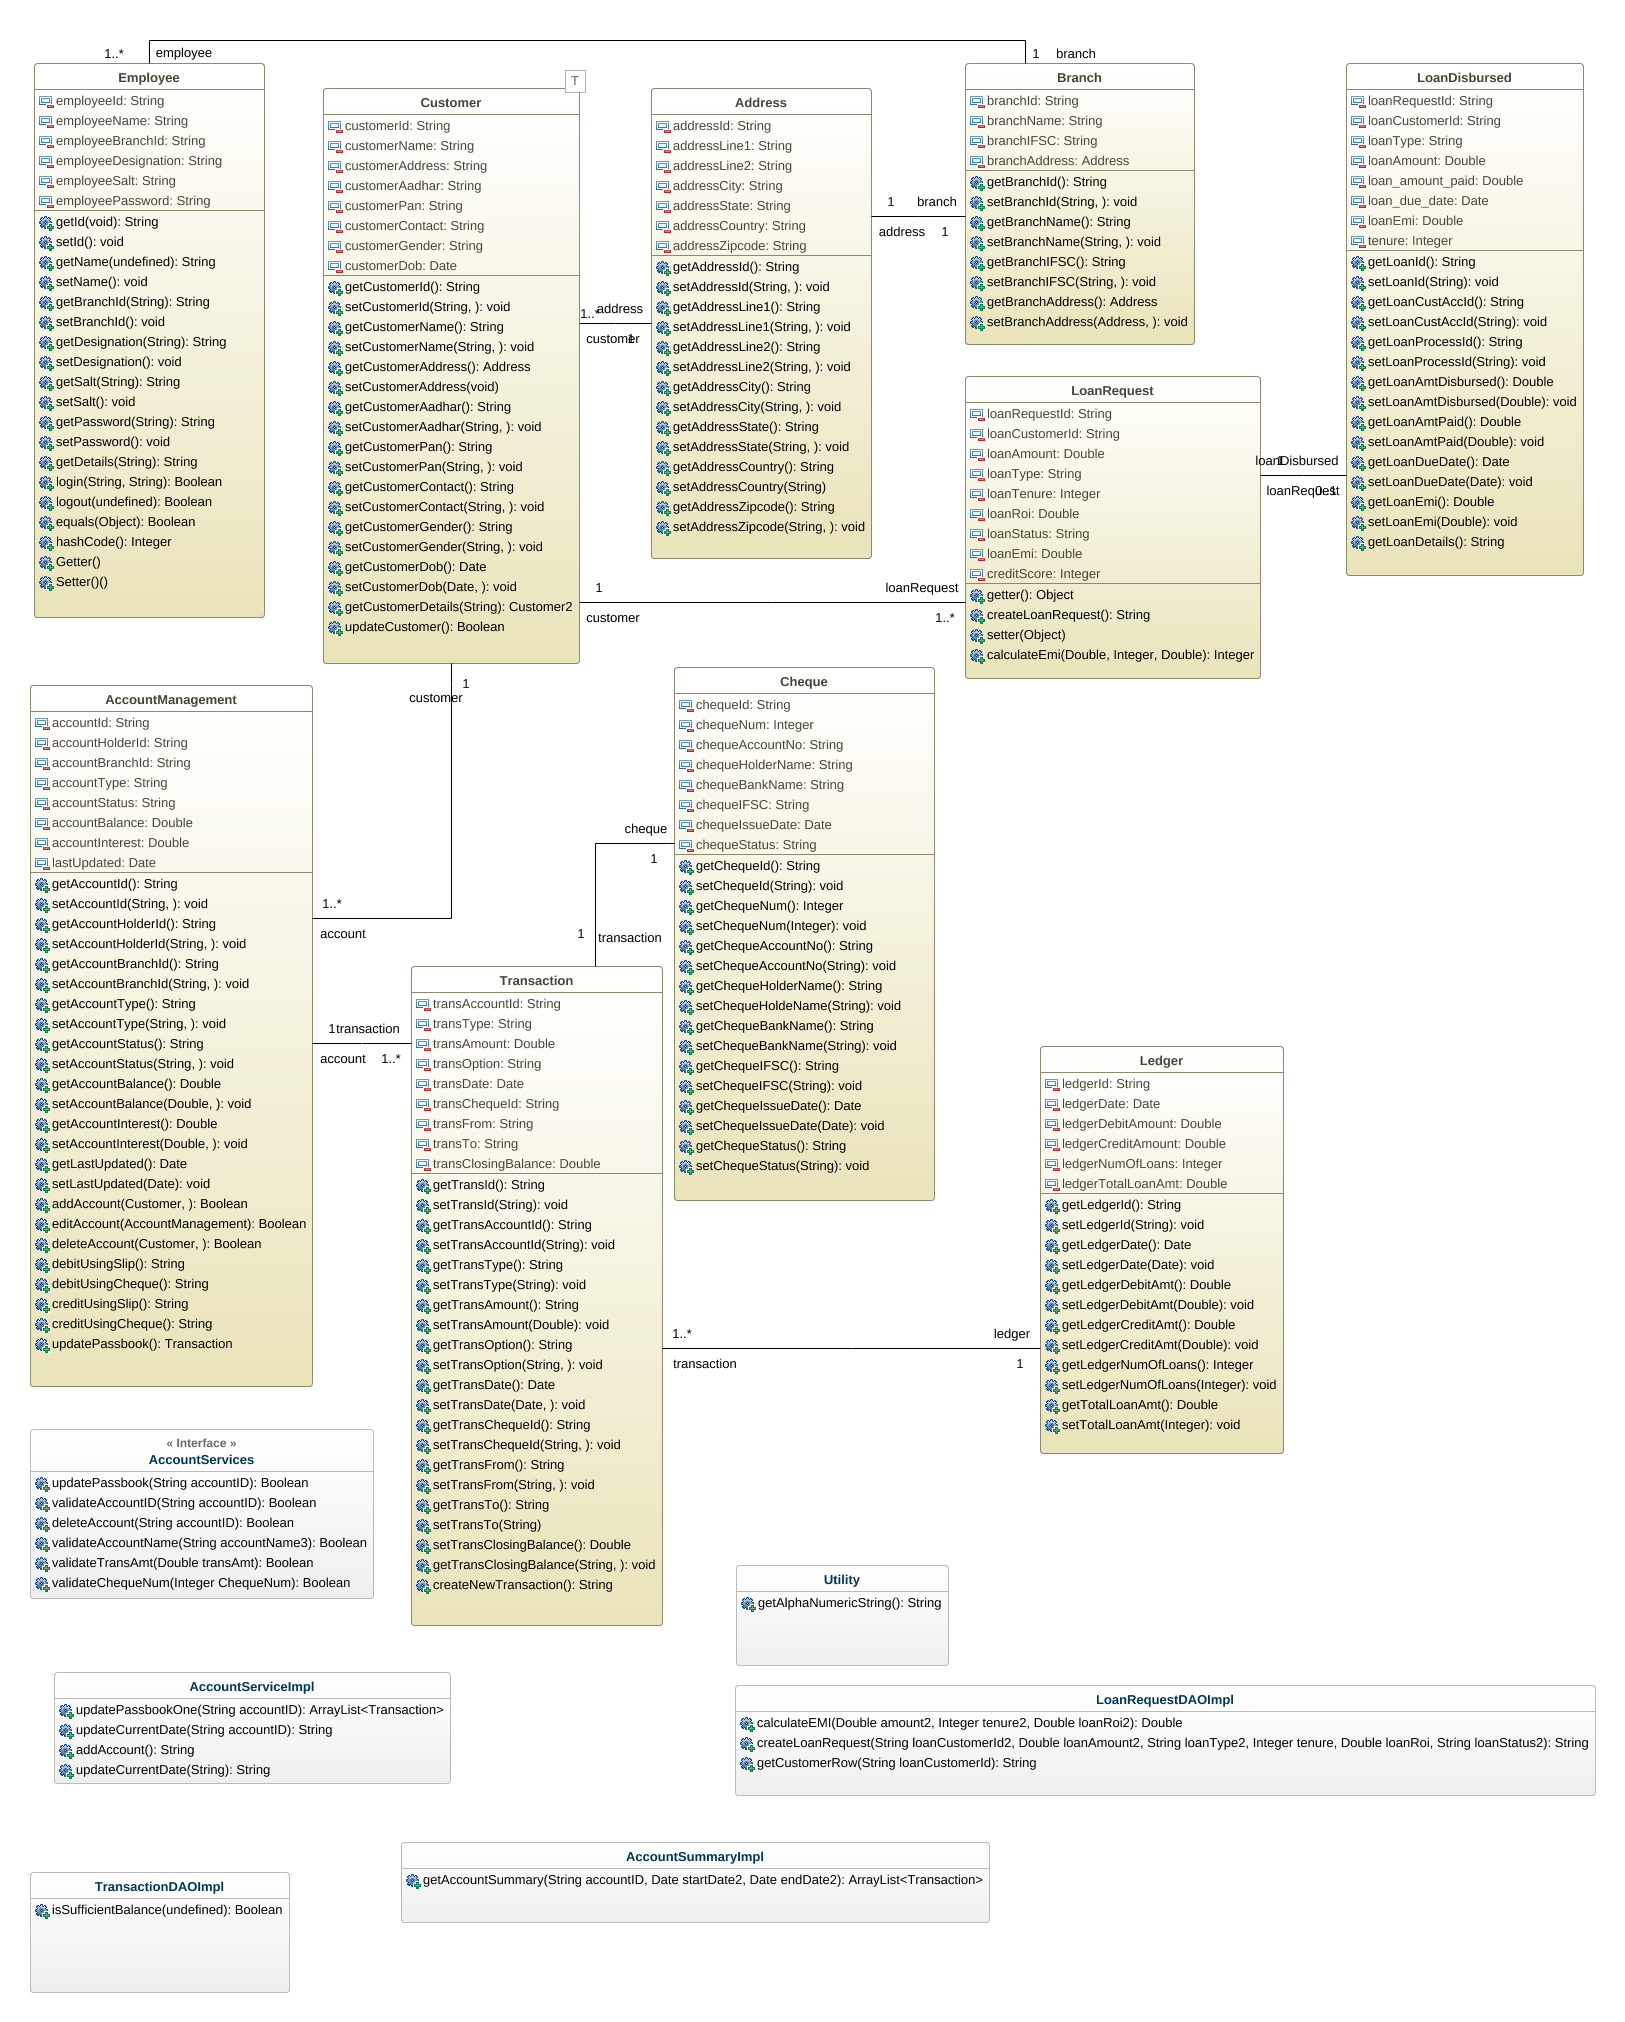 1..*
employee
1
branch
Employee
employeeId: String
employeeName: String
employeeBranchId: String
employeeDesignation: String
employeeSalt: String
employeePassword: String
getId(void): String
setId(): void
getName(undefined): String
setName(): void
getBranchId(String): String
setBranchId(): void
getDesignation(String): String
setDesignation(): void
getSalt(String): String
setSalt(): void
getPassword(String): String
setPassword(): void
getDetails(String): String
login(String, String): Boolean
logout(undefined): Boolean
equals(Object): Boolean
hashCode(): Integer
Getter()
Setter()()
T
Customer
customerId: String
customerName: String
customerAddress: String
customerAadhar: String
customerPan: String
customerContact: String
customerGender: String
customerDob: Date
getCustomerId(): String
setCustomerId(String, ): void
getCustomerName(): String
setCustomerName(String, ): void
getCustomerAddress(): Address
setCustomerAddress(void)
getCustomerAadhar(): String
setCustomerAadhar(String, ): void
getCustomerPan(): String
setCustomerPan(String, ): void
getCustomerContact(): String
setCustomerContact(String, ): void
getCustomerGender(): String
setCustomerGender(String, ): void
getCustomerDob(): Date
setCustomerDob(Date, ): void
getCustomerDetails(String): Customer2
updateCustomer(): Boolean
1..*
address
customer
1
Address
addressId: String
addressLine1: String
addressLine2: String
addressCity: String
addressState: String
addressCountry: String
addressZipcode: String
getAddressId(): String
setAddressId(String, ): void
getAddressLine1(): String
setAddressLine1(String, ): void
getAddressLine2(): String
setAddressLine2(String, ): void
getAddressCity(): String
setAddressCity(String, ): void
getAddressState(): String
setAddressState(String, ): void
getAddressCountry(): String
setAddressCountry(String)
getAddressZipcode(): String
setAddressZipcode(String, ): void
1
branch
address
1
Branch
branchId: String
branchName: String
branchIFSC: String
branchAddress: Address
getBranchId(): String
setBranchId(String, ): void
getBranchName(): String
setBranchName(String, ): void
getBranchIFSC(): String
setBranchIFSC(String, ): void
getBranchAddress(): Address
setBranchAddress(Address, ): void
LoanDisbursed
loanRequestId: String
loanCustomerId: String
loanType: String
loanAmount: Double
loan_amount_paid: Double
loan_due_date: Date
loanEmi: Double
tenure: Integer
getLoanId(): String
setLoanId(String): void
getLoanCustAccId(): String
setLoanCustAccId(String): void
getLoanProcessId(): String
setLoanProcessId(String): void
getLoanAmtDisbursed(): Double
setLoanAmtDisbursed(Double): void
getLoanAmtPaid(): Double
setLoanAmtPaid(Double): void
getLoanDueDate(): Date
setLoanDueDate(Date): void
getLoanEmi(): Double
setLoanEmi(Double): void
getLoanDetails(): String
LoanRequest
loanRequestId: String
loanCustomerId: String
loanAmount: Double
loanType: String
loanTenure: Integer
loanRoi: Double
loanStatus: String
loanEmi: Double
creditScore: Integer
getter(): Object
createLoanRequest(): String
setter(Object)
calculateEmi(Double, Integer, Double): Integer
loanDisbursed
1
loanRequest
0..1
1
loanRequest
customer
1..*
1
customer
AccountManagement
accountId: String
accountHolderId: String
accountBranchId: String
accountType: String
accountStatus: String
accountBalance: Double
accountInterest: Double
lastUpdated: Date
getAccountId(): String
setAccountId(String, ): void
getAccountHolderId(): String
setAccountHolderId(String, ): void
getAccountBranchId(): String
setAccountBranchId(String, ): void
getAccountType(): String
setAccountType(String, ): void
getAccountStatus(): String
setAccountStatus(String, ): void
getAccountBalance(): Double
setAccountBalance(Double, ): void
getAccountInterest(): Double
setAccountInterest(Double, ): void
getLastUpdated(): Date
setLastUpdated(Date): void
addAccount(Customer, ): Boolean
editAccount(AccountManagement): Boolean
deleteAccount(Customer, ): Boolean
debitUsingSlip(): String
debitUsingCheque(): String
creditUsingSlip(): String
creditUsingCheque(): String
updatePassbook(): Transaction
1..*
account
1
transaction
account
1..*
Cheque
chequeId: String
chequeNum: Integer
chequeAccountNo: String
chequeHolderName: String
chequeBankName: String
chequeIFSC: String
chequeIssueDate: Date
chequeStatus: String
getChequeId(): String
setChequeId(String): void
getChequeNum(): Integer
setChequeNum(Integer): void
getChequeAccountNo(): String
setChequeAccountNo(String): void
getChequeHolderName(): String
setChequeHoldeName(String): void
getChequeBankName(): String
setChequeBankName(String): void
getChequeIFSC(): String
setChequeIFSC(String): void
getChequeIssueDate(): Date
setChequeIssueDate(Date): void
getChequeStatus(): String
setChequeStatus(String): void
cheque
1
1
transaction
Transaction
transAccountId: String
transType: String
transAmount: Double
transOption: String
transDate: Date
transChequeId: String
transFrom: String
transTo: String
transClosingBalance: Double
getTransId(): String
setTransId(String): void
getTransAccountId(): String
setTransAccountId(String): void
getTransType(): String
setTransType(String): void
getTransAmount(): String
setTransAmount(Double): void
getTransOption(): String
setTransOption(String, ): void
getTransDate(): Date
setTransDate(Date, ): void
getTransChequeId(): String
setTransChequeId(String, ): void
getTransFrom(): String
setTransFrom(String, ): void
getTransTo(): String
setTransTo(String)
setTransClosingBalance(): Double
getTransClosingBalance(String, ): void
createNewTransaction(): String
1..*
ledger
transaction
1
Ledger
ledgerId: String
ledgerDate: Date
ledgerDebitAmount: Double
ledgerCreditAmount: Double
ledgerNumOfLoans: Integer
ledgerTotalLoanAmt: Double
getLedgerId(): String
setLedgerId(String): void
getLedgerDate(): Date
setLedgerDate(Date): void
getLedgerDebitAmt(): Double
setLedgerDebitAmt(Double): void
getLedgerCreditAmt(): Double
setLedgerCreditAmt(Double): void
getLedgerNumOfLoans(): Integer
setLedgerNumOfLoans(Integer): void
getTotalLoanAmt(): Double
setTotalLoanAmt(Integer): void
« Interface »
AccountServices
updatePassbook(String accountID): Boolean
validateAccountID(String accountID): Boolean
deleteAccount(String accountID): Boolean
validateAccountName(String accountName3): Boolean
validateTransAmt(Double transAmt): Boolean
validateChequeNum(Integer ChequeNum): Boolean
Utility
getAlphaNumericString(): String
AccountServiceImpl
updatePassbookOne(String accountID): ArrayList<Transaction>
updateCurrentDate(String accountID): String
addAccount(): String
updateCurrentDate(String): String
LoanRequestDAOImpl
calculateEMI(Double amount2, Integer tenure2, Double loanRoi2): Double
createLoanRequest(String loanCustomerId2, Double loanAmount2, String loanType2, Integer tenure, Double loanRoi, String loanStatus2): String
getCustomerRow(String loanCustomerId): String
AccountSummaryImpl
getAccountSummary(String accountID, Date startDate2, Date endDate2): ArrayList<Transaction>
TransactionDAOImpl
isSufficientBalance(undefined): Boolean